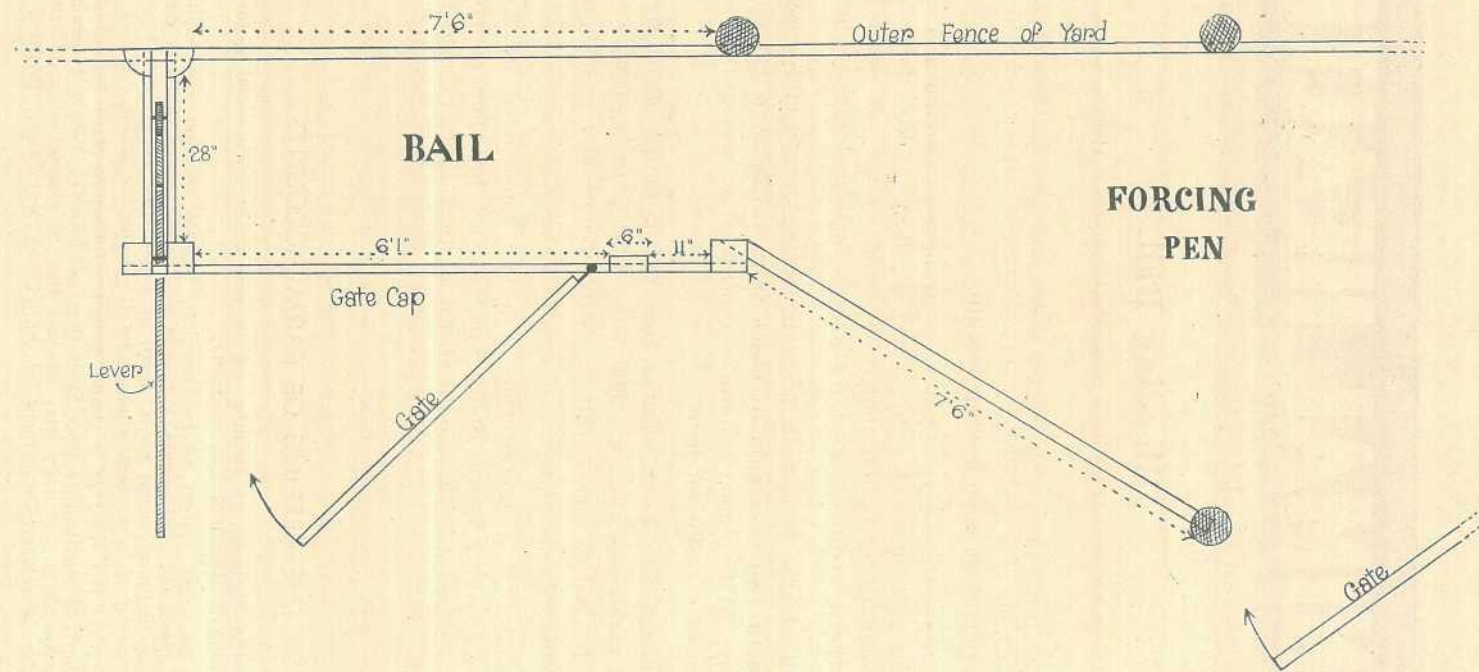 7'6"
Outer Fence of Yard
28"
BAIL
FORCING
PEN
6'1"
6"
11"
Gate Cap
Lever
Gate
7'6"
Gate